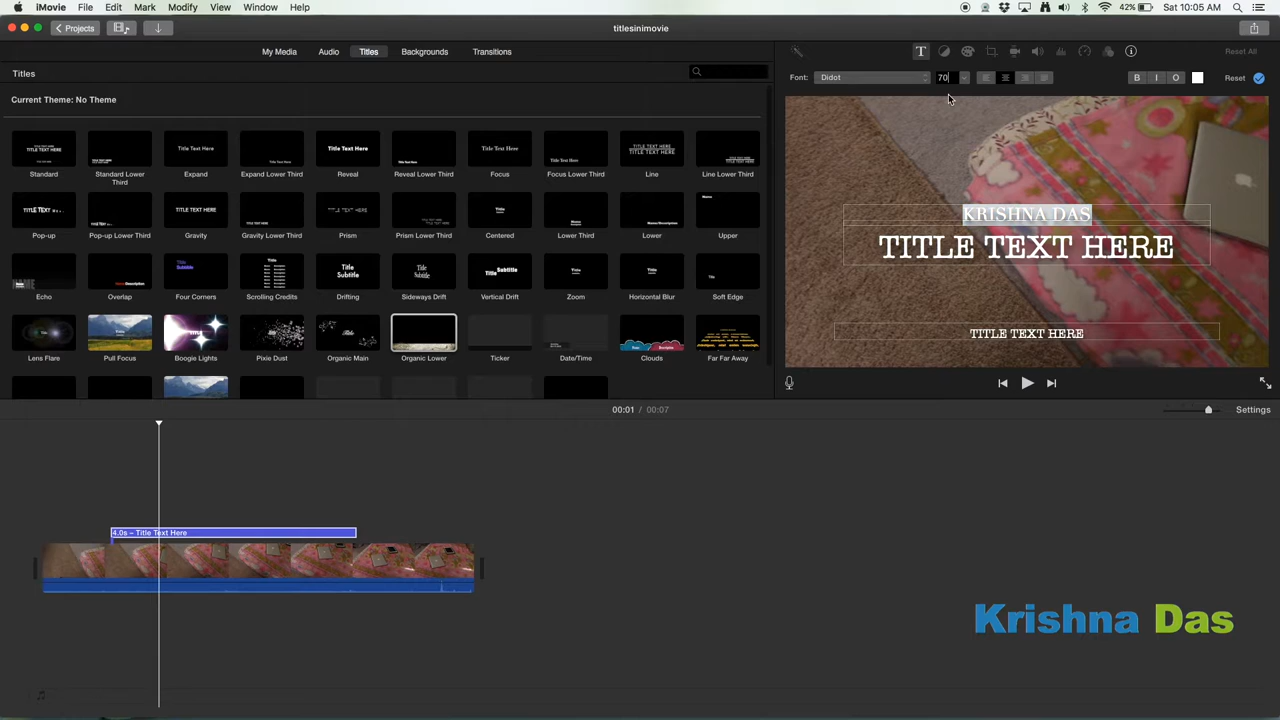 iMovie File Edit Mark Modify View Window Help 42% Sat 10:05 AM
Projects titlesinimovie
My Media Audio Titles Backgrounds Transitions Reset All
Titles Font: Didot 70 B I O Reset
Current Theme: No Theme
Standard Standard Lower Third Expand Expand Lower Third Reveal Reveal Lower Third Focus Focus Lower Third Line Line Lower Third
Pop-up Pop-up Lower Third Gravity Gravity Lower Third Prism Prism Lower Third Centered Lower Third Lower Upper
Echo Overlap Four Corners Scrolling Credits Drifting Sideways Drift Vertical Drift Zoom Horizontal Blur Soft Edge
Lens Flare Pull Focus Boogie Lights Pixie Dust Organic Main Organic Lower Ticker Date/Time Clouds Far Far Away
KRISHNA DAS
TITLE TEXT HERE
TITLE TEXT HERE
00:01 / 00:07 Settings
4.0s – Title Text Here
Krishna Das